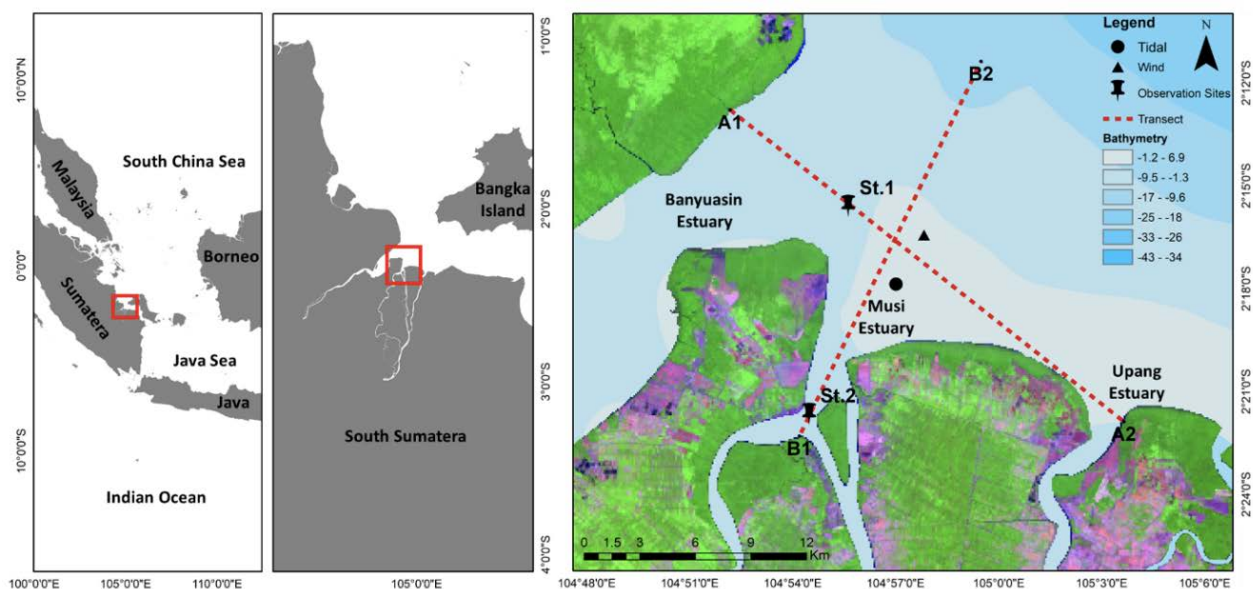 10°0'0"N
0°0'0"
10°0'0"S
100°0'0"E
105°0'0"E
110°0'0"E
South China Sea
Malaysia
Borneo
Sumatera
Java Sea
Java
Indian Ocean
1°0'0"S
2°0'0"S
3°0'0"S
4°0'0"S
105°0'0"E
Bangka
Island
South Sumatera
Legend
N
Tidal
Wind
Observation Sites
Transect
Bathymetry
-1.2 - 6.9
-9.5 - -1.3
-17 - -9.6
-25 - -18
-33 - -26
-43 - -34
B2
A1
St.1
Banyuasin
Estuary
Musi
Estuary
Upang
Estuary
St.2
A2
B1
0 1.5 3 6 9 12
Km
2°12'0"S
2°15'0"S
2°18'0"S
2°21'0"S
2°24'0"S
104°48'0"E
104°51'0"E
104°54'0"E
104°57'0"E
105°0'0"E
105°3'0"E
105°6'0"E